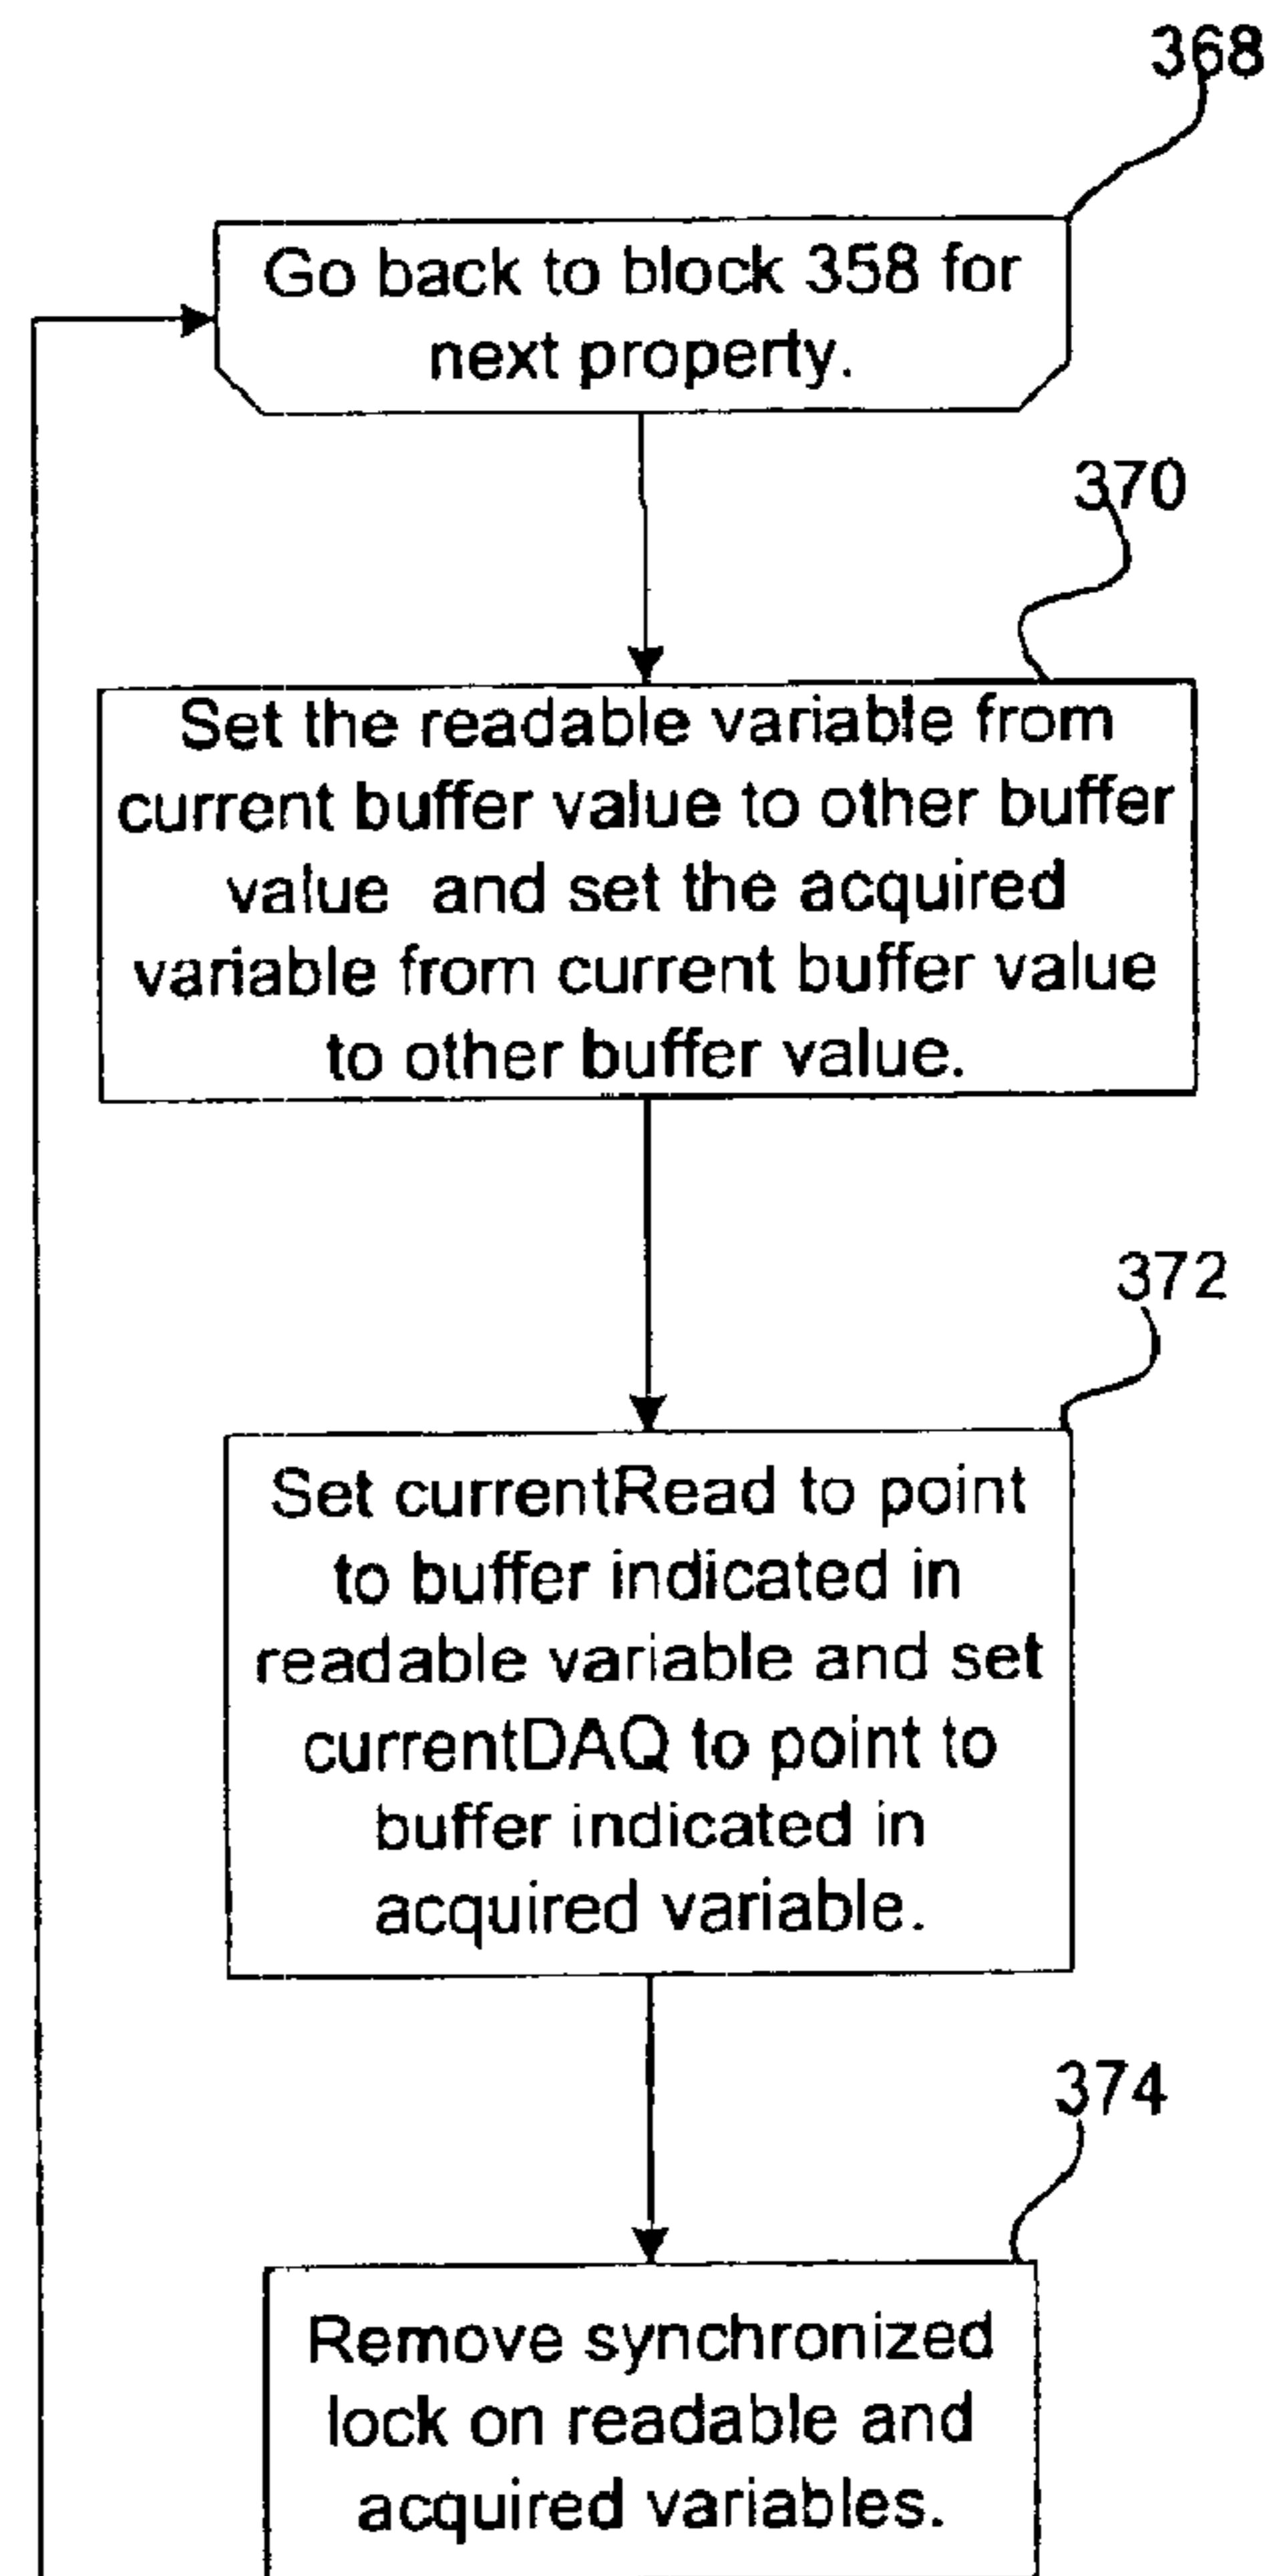 368
Go back to block 358 for
next property.
370
Set the readable variable from
current buffer value to other buffer
value and set the acquired
variable from current buffer value
to other buffer value.
372
Set currentRead to point
to buffer indicated in
readable variable and set
currentDAQ to point to
buffer indicated in
acquired variable.
374
Remove synchronized
lock on readable and
acquired variables.